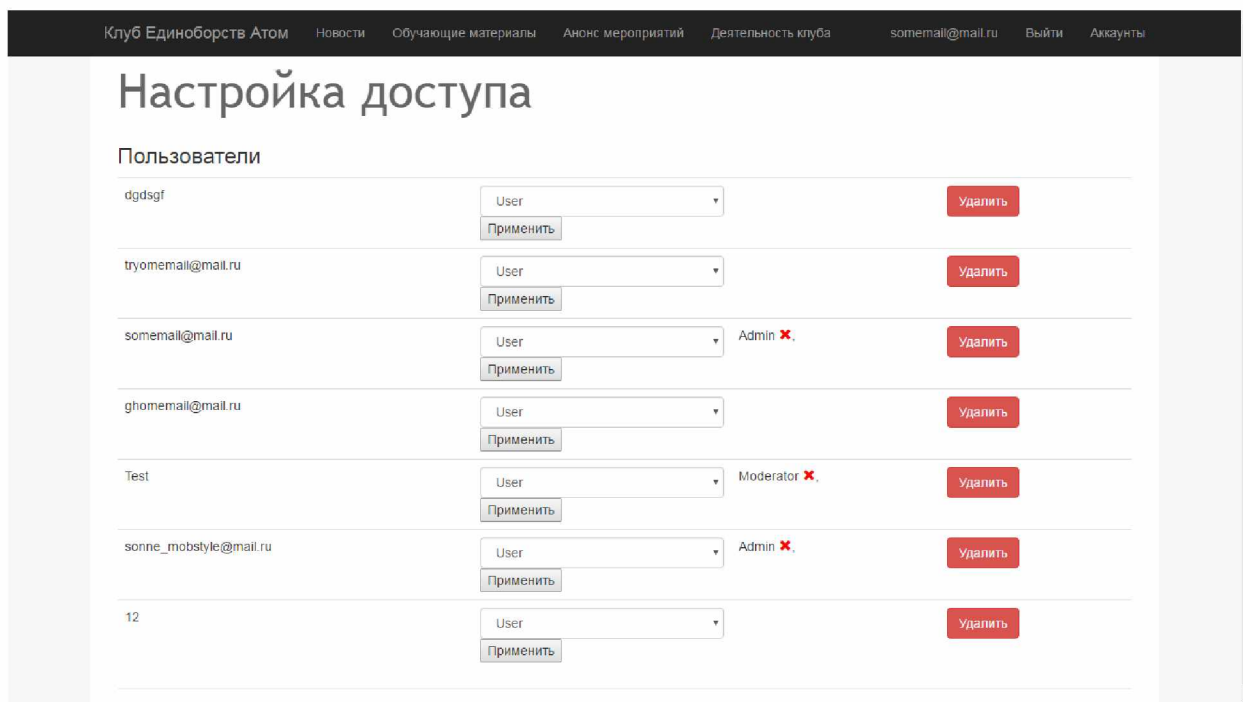 Клуб Единоборств Атом Новости Обучающие материалы Анонс мероприятий Деятельность клуба somemail@mail.ru Выйти Аккаунты
Настройка доступа
Пользователи
dgdsgf User Удалить
Применить
tryomemail@mail.ru User Удалить
Применить
somemail@mail.ru User Admin ✖, Удалить
Применить
ghomemail@mail.ru User Удалить
Применить
Test User Moderator ✖, Удалить
Применить
sonne_mobstyle@mail.ru User Admin ✖, Удалить
Применить
12 User Удалить
Применить